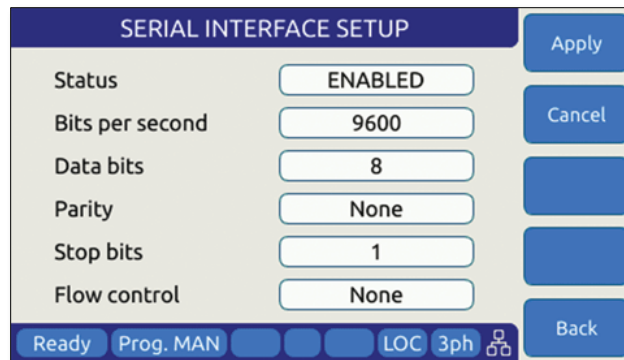 SERIAL INTERFACE SETUP
Apply
Status ENABLED
Bits per second 9600
Cancel
Data bits 8
Parity None
Stop bits 1
Flow control None
Back
Ready Prog. MAN LOC 3ph